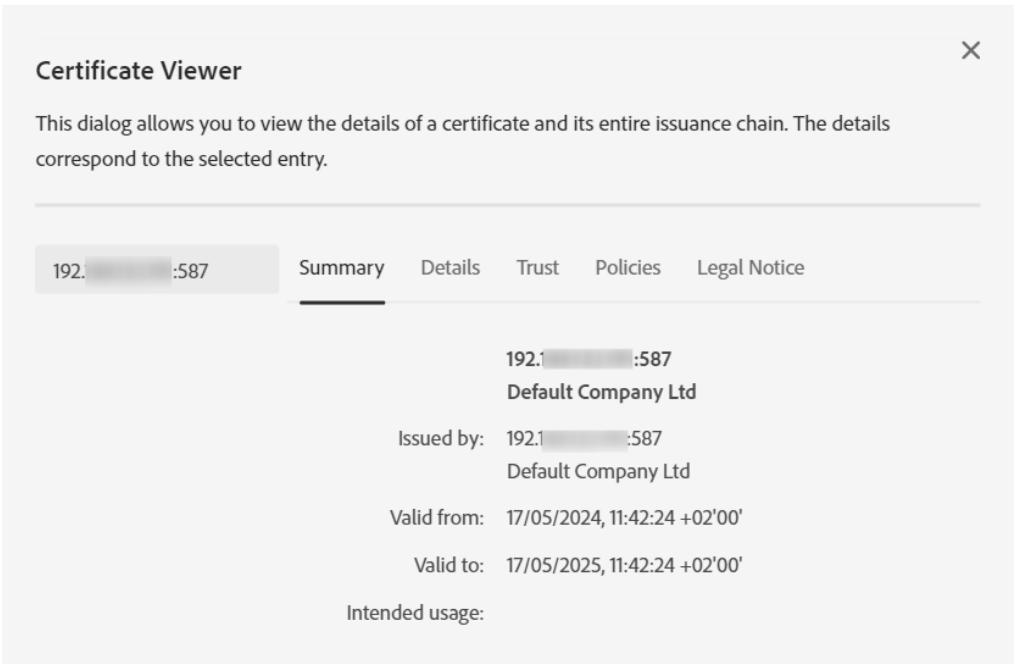 Certificate Viewer
This dialog allows you to view the details of a certificate and its entire issuance chain. The details
correspond to the selected entry.
192. :587
Summary Details Trust Policies Legal Notice
192.1 :587
Default Company Ltd
Issued by: 192.1 :587
Default Company Ltd
Valid from: 17/05/2024, 11:42:24 +02'00'
Valid to: 17/05/2025, 11:42:24 +02'00'
Intended usage: